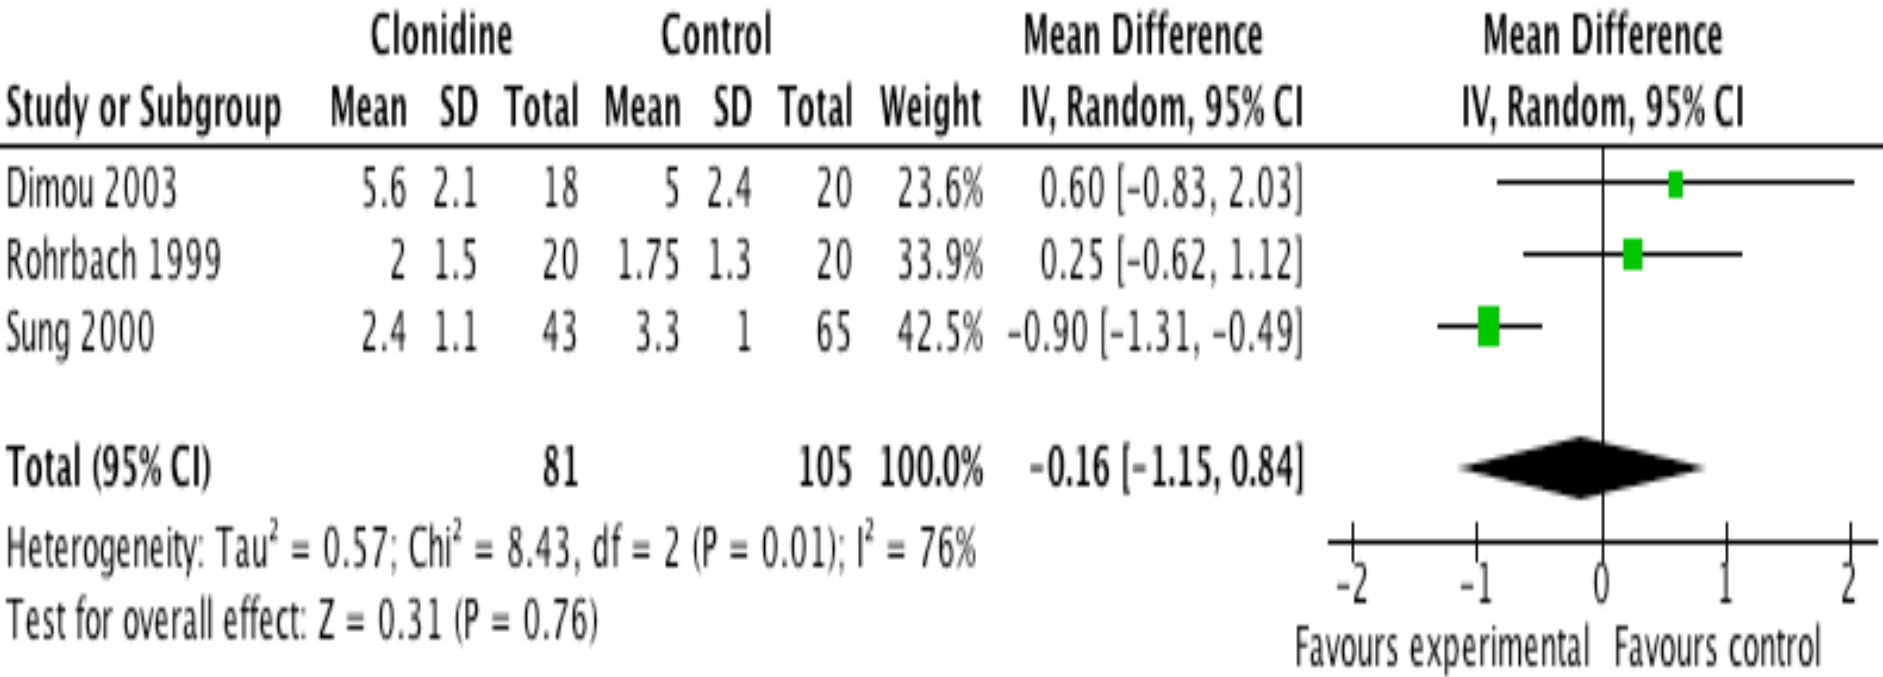 Clonidine Control Mean Difference Mean Difference
Study or Subgroup Mean SD Total Mean SD Total Weight IV, Random, 95% CI IV, Random, 95% CI
Dimou 2003 5.6 2.1 18 5 2.4 20 23.6% 0.60 [−0.83, 2.03]
Rohrbach 1999 2 1.5 20 1.75 1.3 20 33.9% 0.25 [−0.62, 1.12]
Sung 2000 2.4 1.1 43 3.3 1 65 42.5% −0.90 [−1.31, −0.49]
Total (95% CI) 81 105 100.0% −0.16 [−1.15, 0.84]
Heterogeneity: Tau² = 0.57; Chi² = 8.43, df = 2 (P = 0.01); I² = 76%
Test for overall effect: Z = 0.31 (P = 0.76)
−2 −1 0 1 2
Favours experimental Favours control